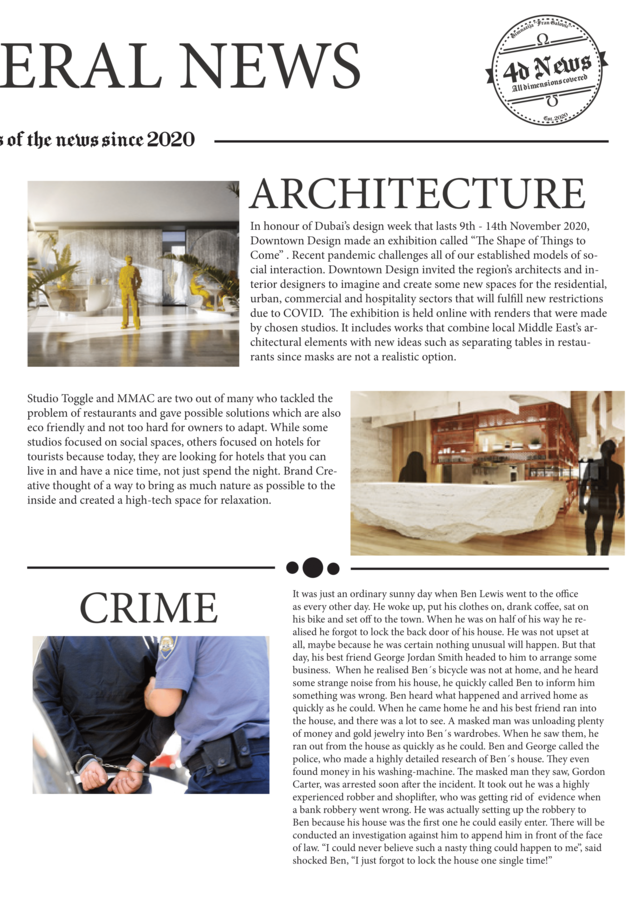 ERAL NEWS
4d News
All dimensions covered
Est. 2020
of the news since 2020
ARCHITECTURE
In honour of Dubai's design week that lasts 9th - 14th November 2020,
Downtown Design made an exhibition called "The Shape of Things to
Come" . Recent pandemic challenges all of our established models of so-
cial interaction. Downtown Design invited the region's architects and in-
terior designers to imagine and create some new spaces for the residential,
urban, commercial and hospitality sectors that will fulfill new restrictions
due to COVID.  The exhibition is held online with renders that were made
by chosen studios. It includes works that combine local Middle East's ar-
chitectural elements with new ideas such as separating tables in restau-
rants since masks are not a realistic option.
Studio Toggle and MMAC are two out of many who tackled the
problem of restaurants and gave possible solutions which are also
eco friendly and not too hard for owners to adapt. While some
studios focused on social spaces, others focused on hotels for
tourists because today, they are looking for hotels that you can
live in and have a nice time, not just spend the night. Brand Cre-
ative thought of a way to bring as much nature as possible to the
inside and created a high-tech space for relaxation.
CRIME
It was just an ordinary sunny day when Ben Lewis went to the office
as every other day. He woke up, put his clothes on, drank coffee, sat on
his bike and set off to the town. When he was on half of his way he re-
alised he forgot to lock the back door of his house. He was not upset at
all, maybe because he was certain nothing unusual will happen. But that
day, his best friend George Jordan Smith headed to him to arrange some
business.  When he realised Ben´s bicycle was not at home, and he heard
some strange noise from his house, he quickly called Ben to inform him
something was wrong. Ben heard what happened and arrived home as
quickly as he could. When he came home he and his best friend ran into
the house, and there was a lot to see. A masked man was unloading plenty
of money and gold jewelry into Ben´s wardrobes. When he saw them, he
ran out from the house as quickly as he could. Ben and George called the
police, who made a highly detailed research of Ben´s house. They even
found money in his washing-machine. The masked man they saw, Gordon
Carter, was arrested soon after the incident. It took out he was a highly
experienced robber and shoplifter, who was getting rid of  evidence when
a bank robbery went wrong. He was actually setting up the robbery to
Ben because his house was the first one he could easily enter. There will be
conducted an investigation against him to append him in front of the face
of law. "I could never believe such a nasty thing could happen to me", said
shocked Ben, "I just forgot to lock the house one single time!"